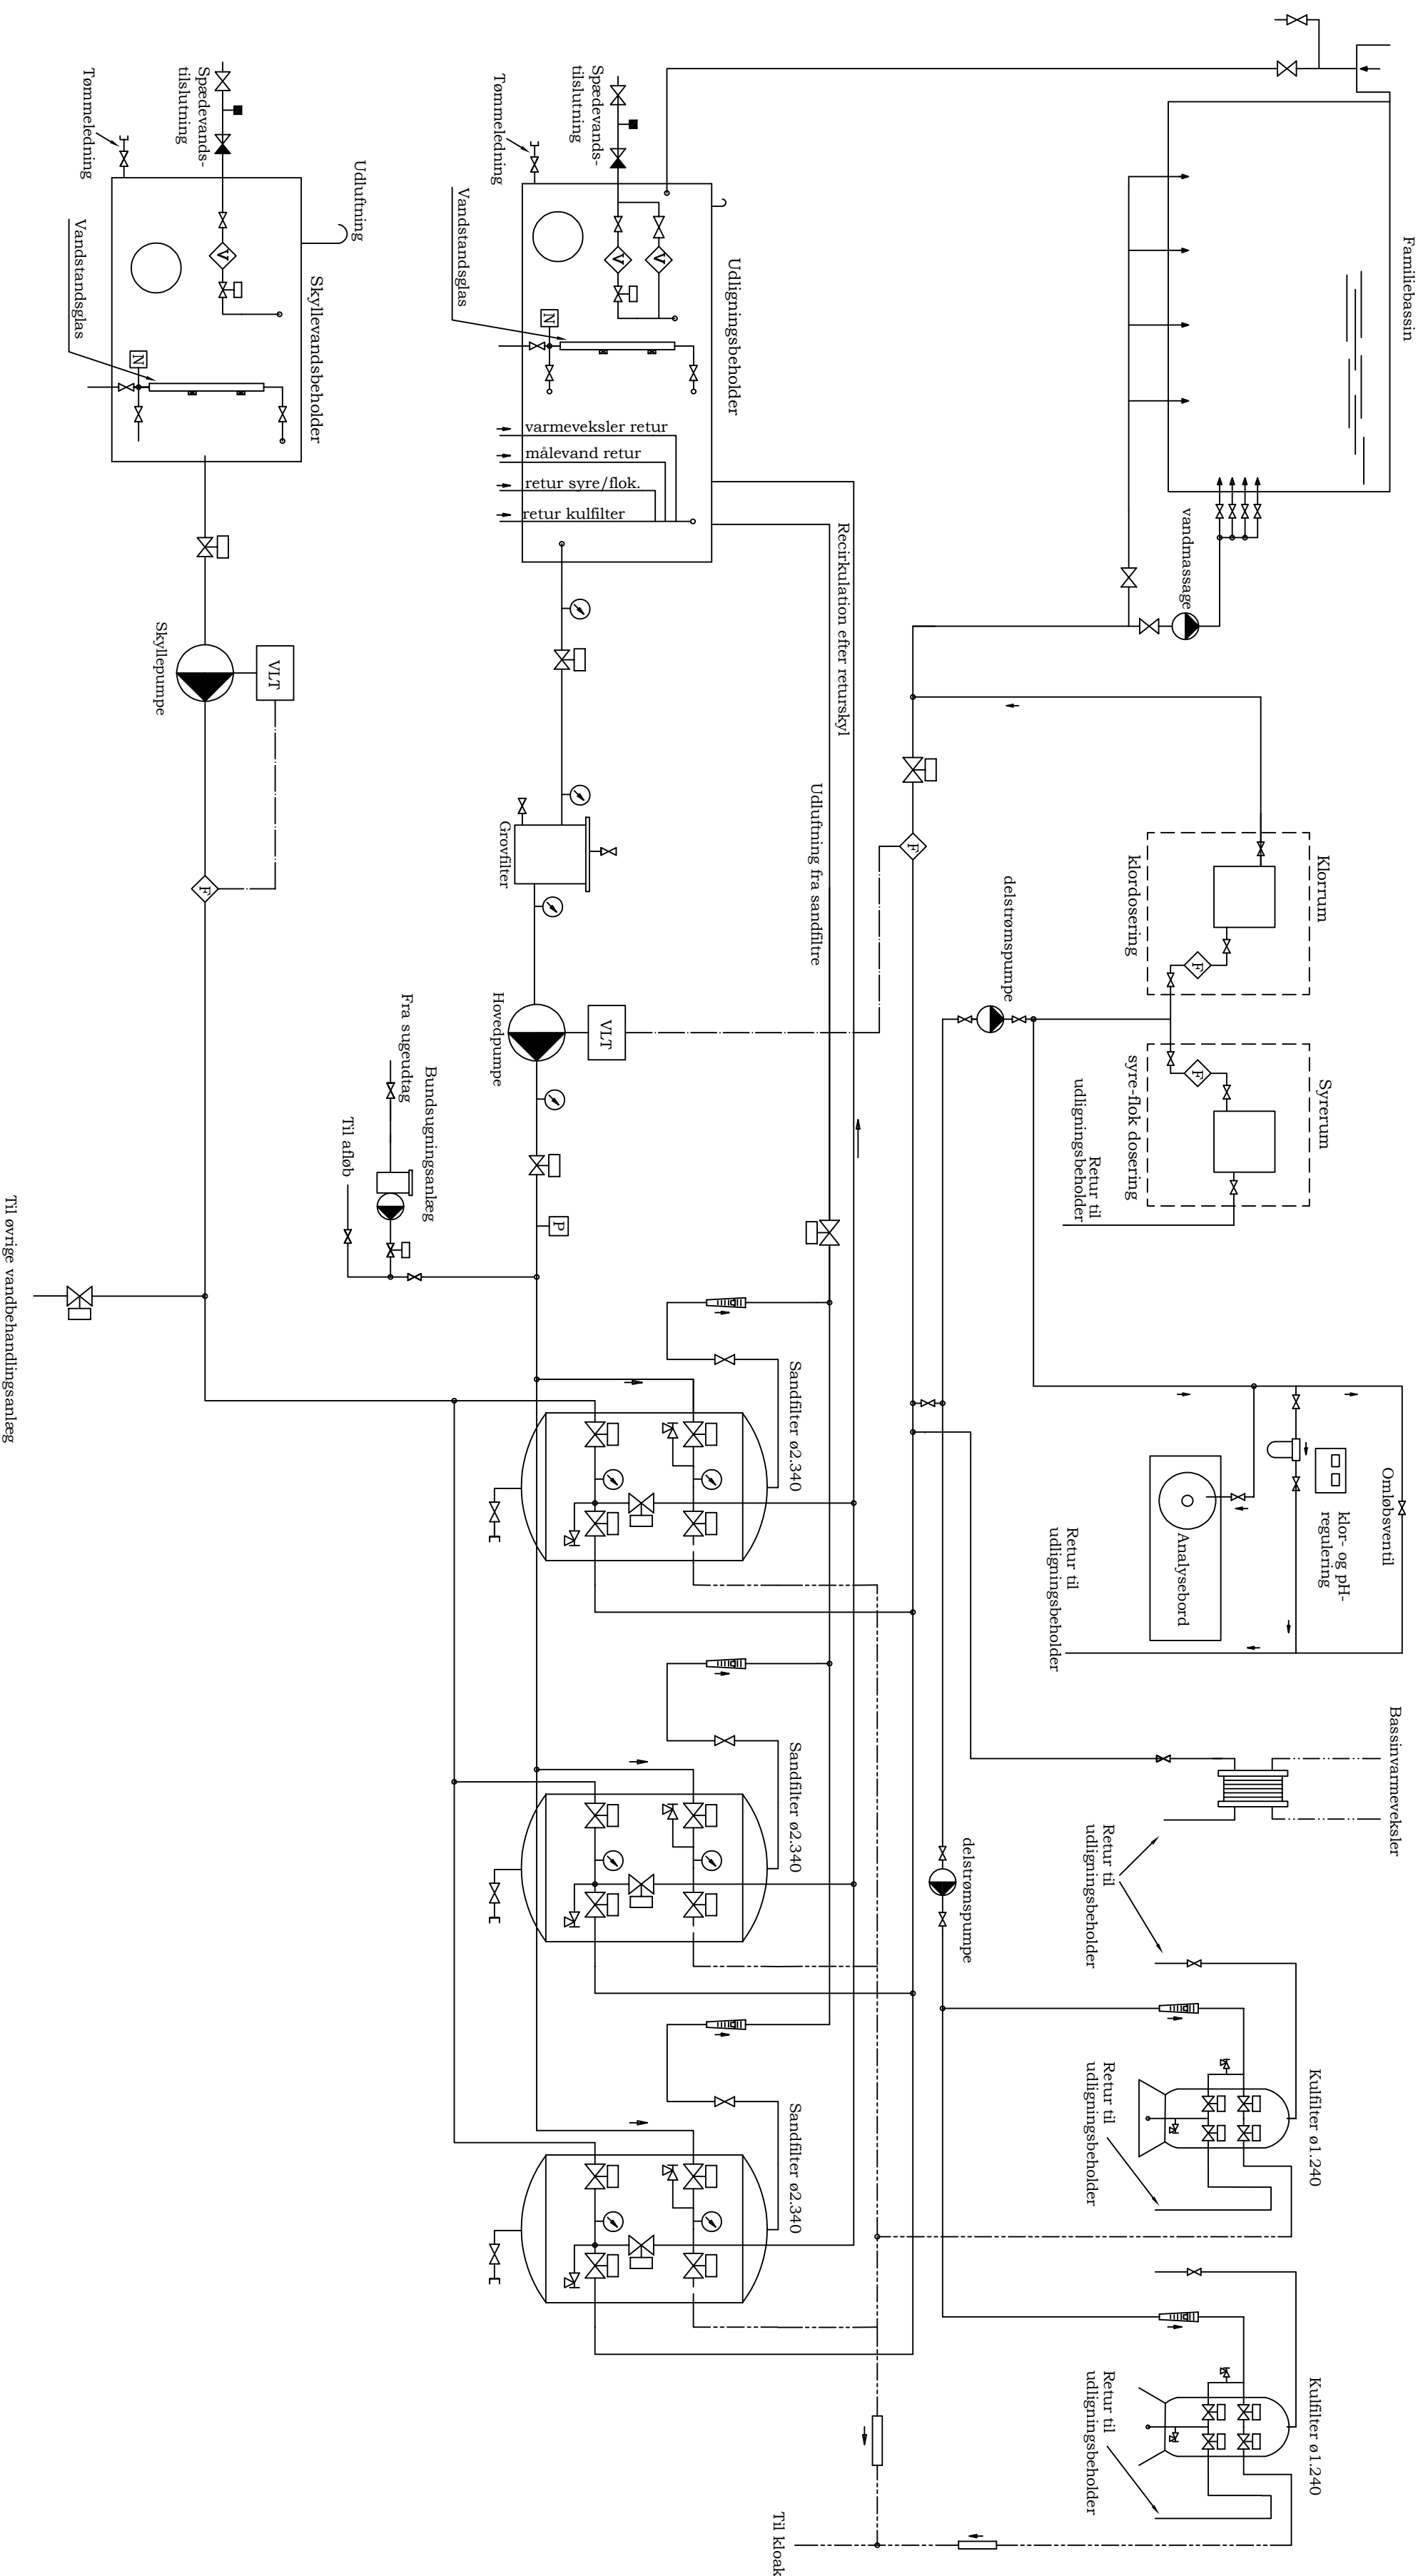 Familiebassin
vandmassage
Klorrum
klordosering
F
Syrerum
syre-flok dosering
F
Retur til
udligningsbeholder
delstrømspumpe
Omløbsventil
klor- og pH-
regulering
Analysebord
Retur til
udligningsbeholder
Bassinvarmeveksler
Retur til
udligningsbeholder
delstrømspumpe
Kulfilter ø1.240
Retur til
udligningsbeholder
Kulfilter ø1.240
Retur til
udligningsbeholder
Til kloak
F
Recirkulation efter returskyl
Udluftning fra sandfiltre
Sandfilter ø2.340
Sandfilter ø2.340
Sandfilter ø2.340
Udligningsbeholder
Spædevands-
tilslutning
Tømmeledning
Vandstandsglas
V
V
N
varmeveksler retur
målevand retur
retur syre/flok.
retur kulfilter
Grovfilter
Hovedpumpe
VLT
P
Bundsugningsanlæg
Fra sugeudtag
Til afløb
Udluftning
Skyllevandsbeholder
Spædevands-
tilslutning
Tømmeledning
Vandstandsglas
V
N
Skyllepumpe
VLT
F
Til øvrige vandbehandlingsanlæg